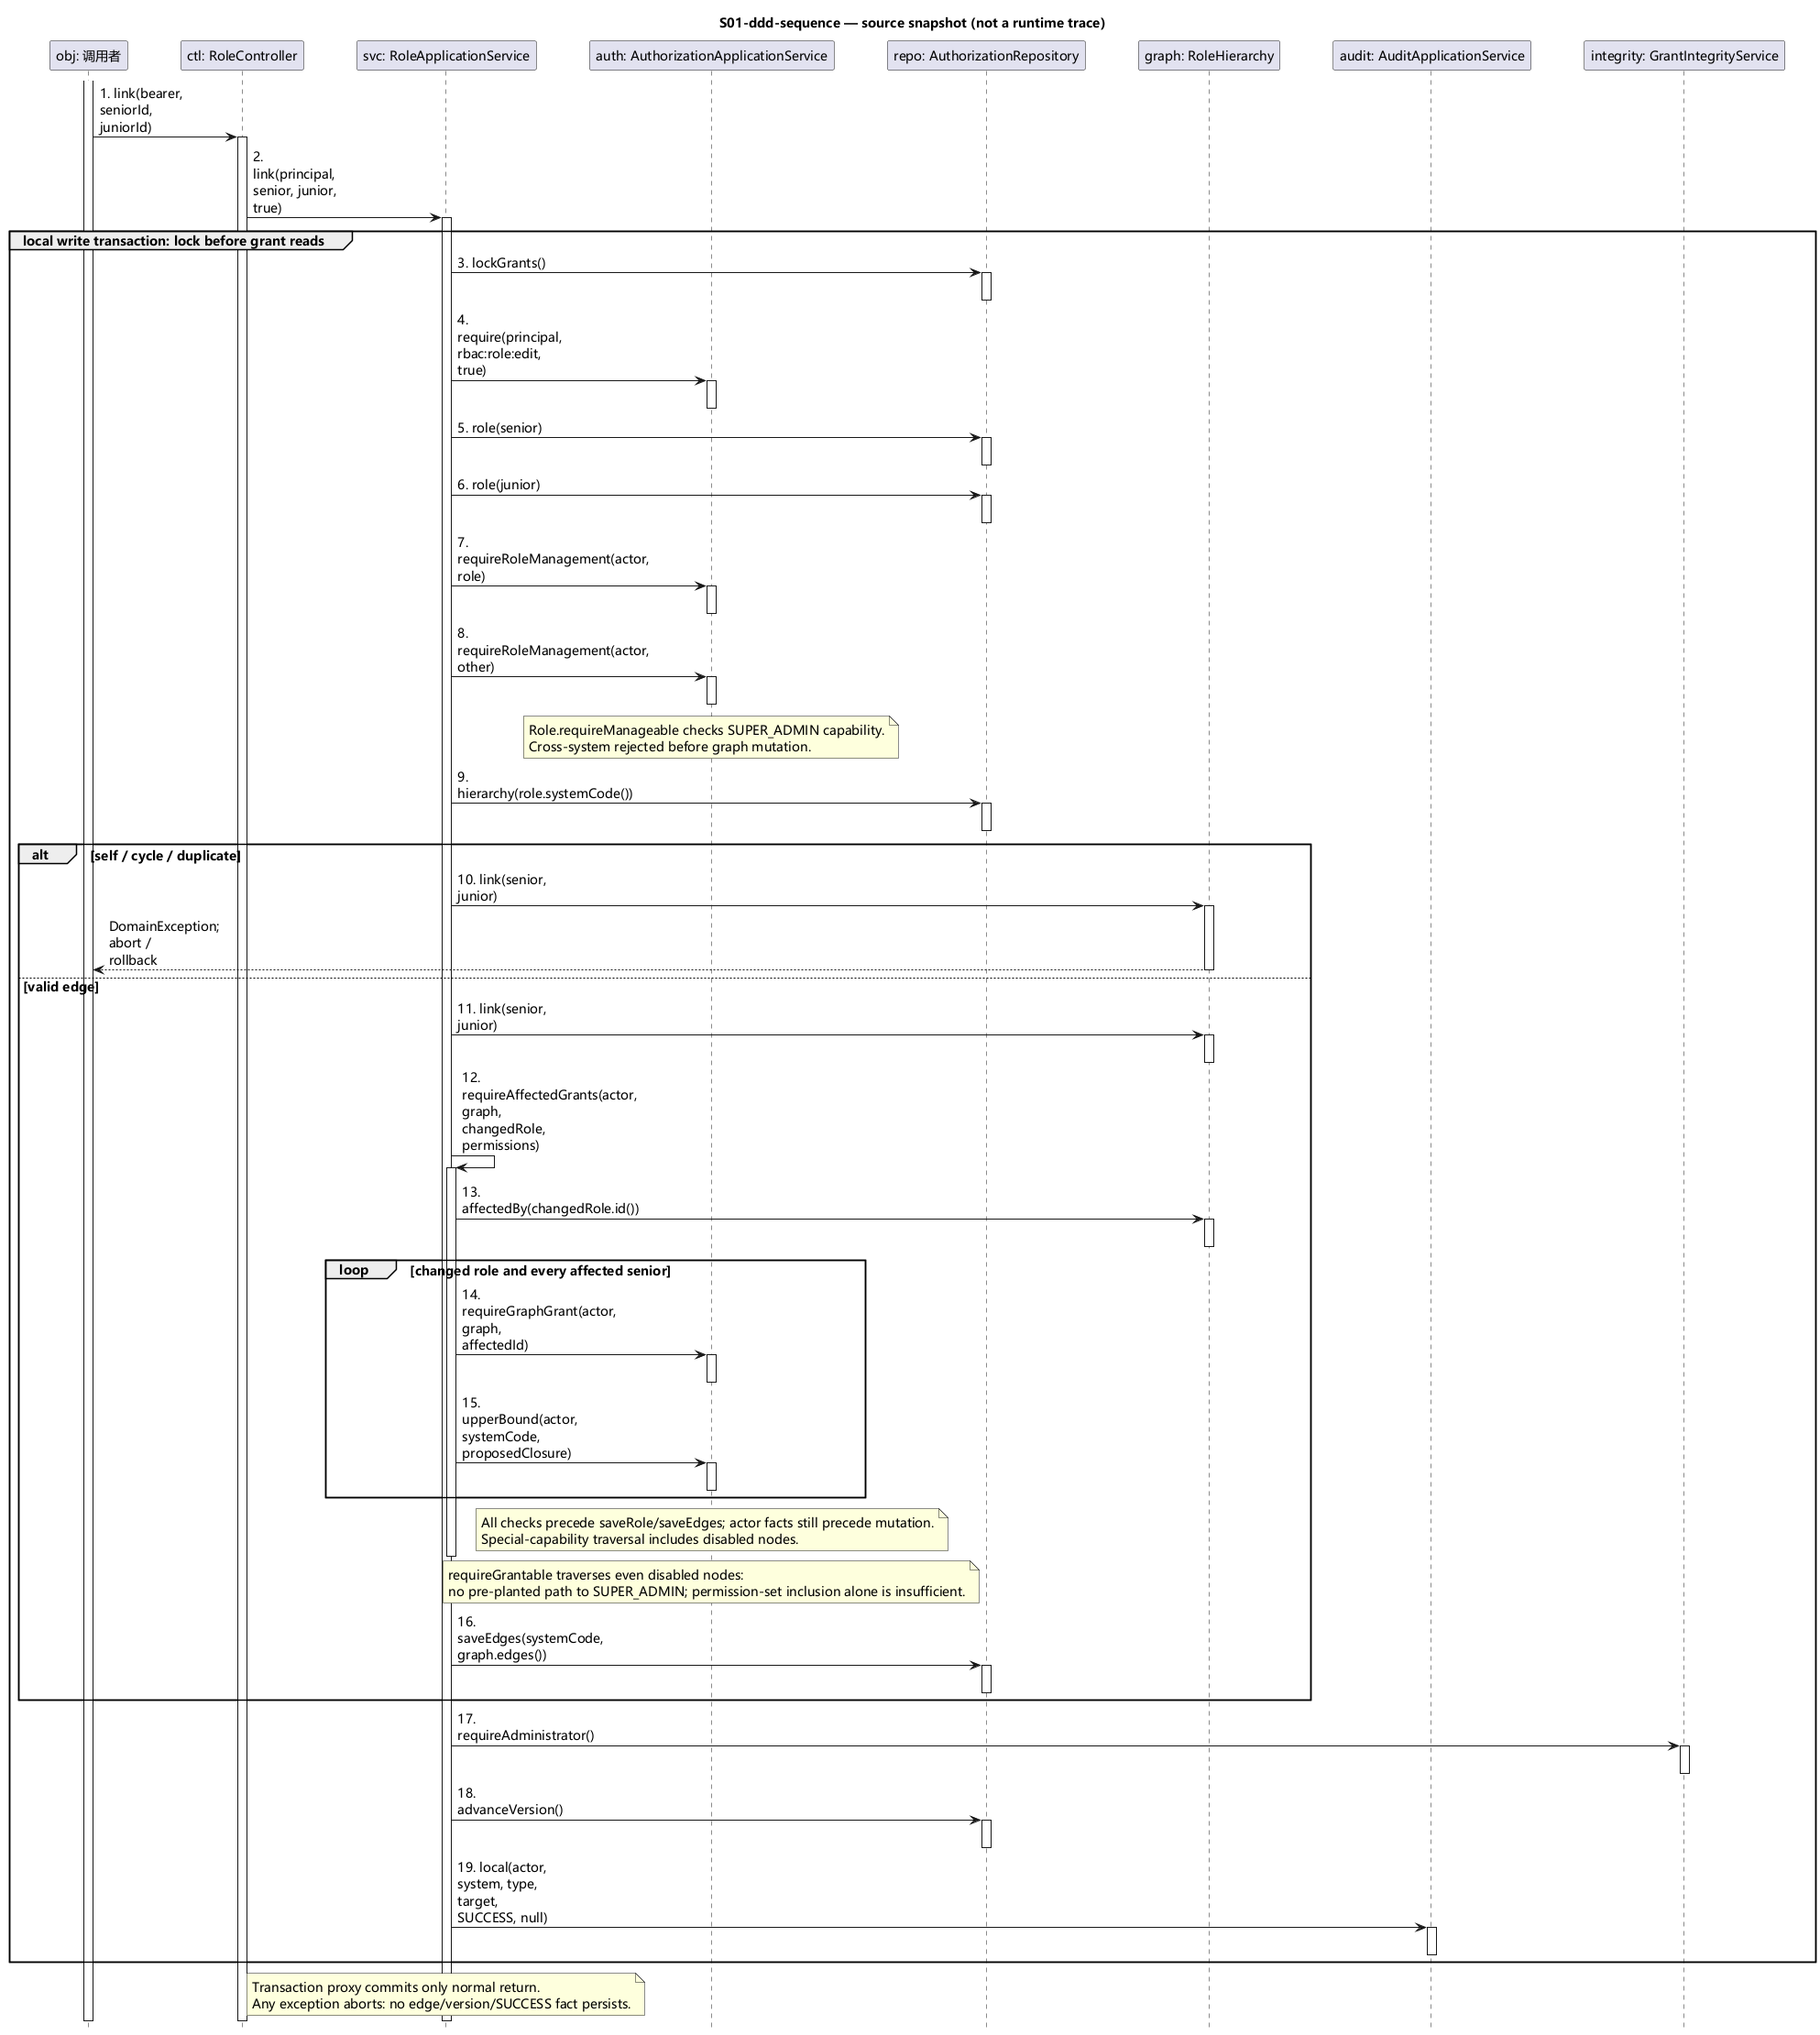 S01-ddd-sequence — source snapshot (not a runtime trace)
obj: 调用者
ctl: RoleController
svc: RoleApplicationService
auth: AuthorizationApplicationService
repo: AuthorizationRepository
graph: RoleHierarchy
audit: AuditApplicationService
integrity: GrantIntegrityService
1. link(bearer,
seniorId,
juniorId)
2.
link(principal,
senior, junior,
true)
local write transaction: lock before grant reads
3. lockGrants()
4.
require(principal,
rbac:role:edit,
true)
5. role(senior)
6. role(junior)
7.
requireRoleManagement(actor,
role)
8.
requireRoleManagement(actor,
other)
Role.requireManageable checks SUPER_ADMIN capability.
Cross-system rejected before graph mutation.
9.
hierarchy(role.systemCode())
alt [self / cycle / duplicate]
10. link(senior,
junior)
DomainException;
abort /
rollback
[valid edge]
11. link(senior,
junior)
12.
requireAffectedGrants(actor,
graph,
changedRole,
permissions)
13.
affectedBy(changedRole.id())
loop [changed role and every affected senior]
14.
requireGraphGrant(actor,
graph,
affectedId)
15.
upperBound(actor,
systemCode,
proposedClosure)
All checks precede saveRole/saveEdges; actor facts still precede mutation.
Special-capability traversal includes disabled nodes.
requireGrantable traverses even disabled nodes:
no pre-planted path to SUPER_ADMIN; permission-set inclusion alone is insufficient.
16.
saveEdges(systemCode,
graph.edges())
17.
requireAdministrator()
18.
advanceVersion()
19. local(actor,
system, type,
target,
SUCCESS, null)
Transaction proxy commits only normal return.
Any exception aborts: no edge/version/SUCCESS fact persists.